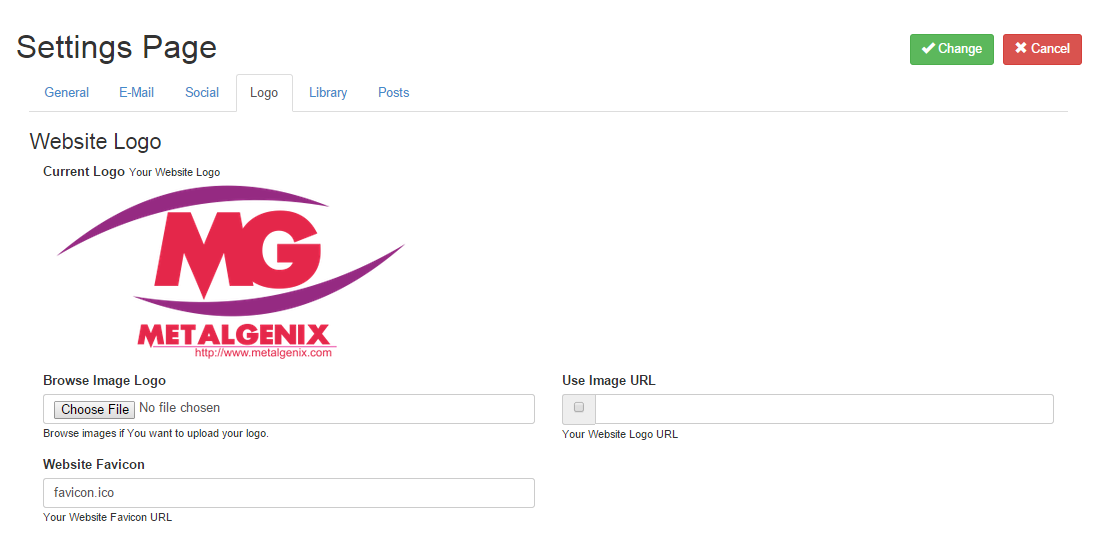 Settings Page
Change
Cancel
General
E-Mail
Social
Logo
Library
Posts
Website Logo
Current Logo Your Website Logo
MG
METALGENIX
http://www.metalgenix.com
Browse Image Logo
Use Image URL
Choose File No file chosen
Browse images if You want to upload your logo.
Your Website Logo URL
Website Favicon
favicon.ico
Your Website Favicon URL